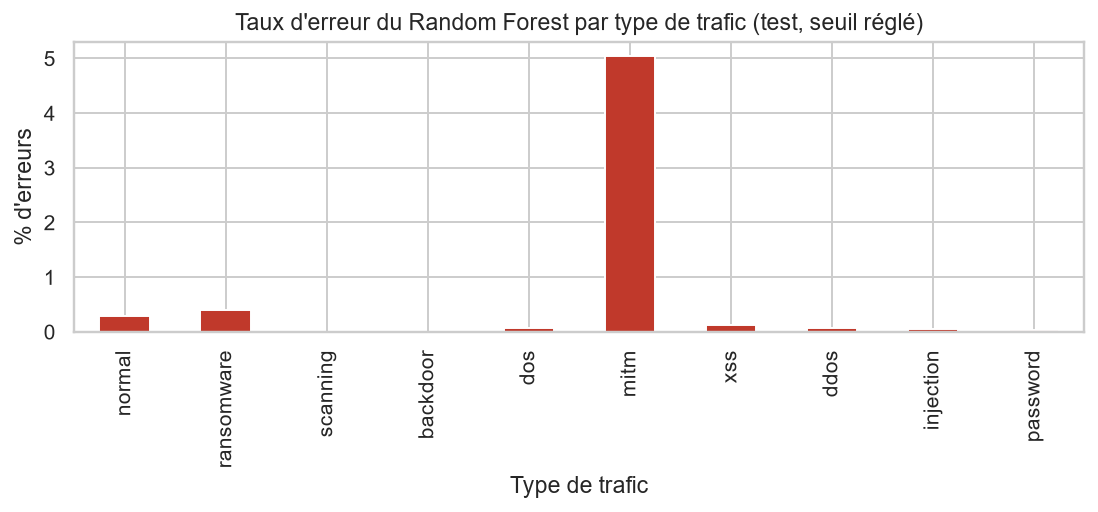 Taux d'erreur du Random Forest par type de trafic (test, seuil réglé)
% d'erreurs
5
4
3
2
1
0
normal
ransomware
scanning
backdoor
dos
mitm
xss
ddos
injection
password
Type de trafic